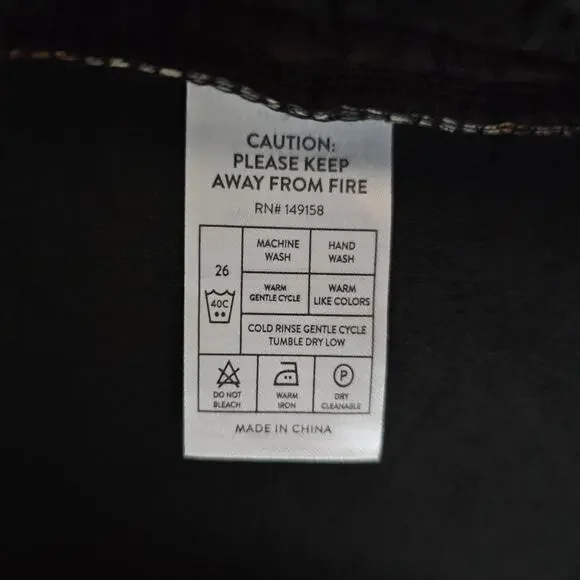 CAUTION:
PLEASE KEEP
AWAY FROM FIRE
RN# 149158
26
40C
MACHINE
WASH
HAND
WASH
WARM
GENTLE CYCLE
WARM
LIKE COLORS
COLD RINSE GENTLE CYCLE
TUMBLE DRY LOW
DO NOT
BLEACH
WARM
IRON
P
DRY
CLEANABLE
MADE IN CHINA